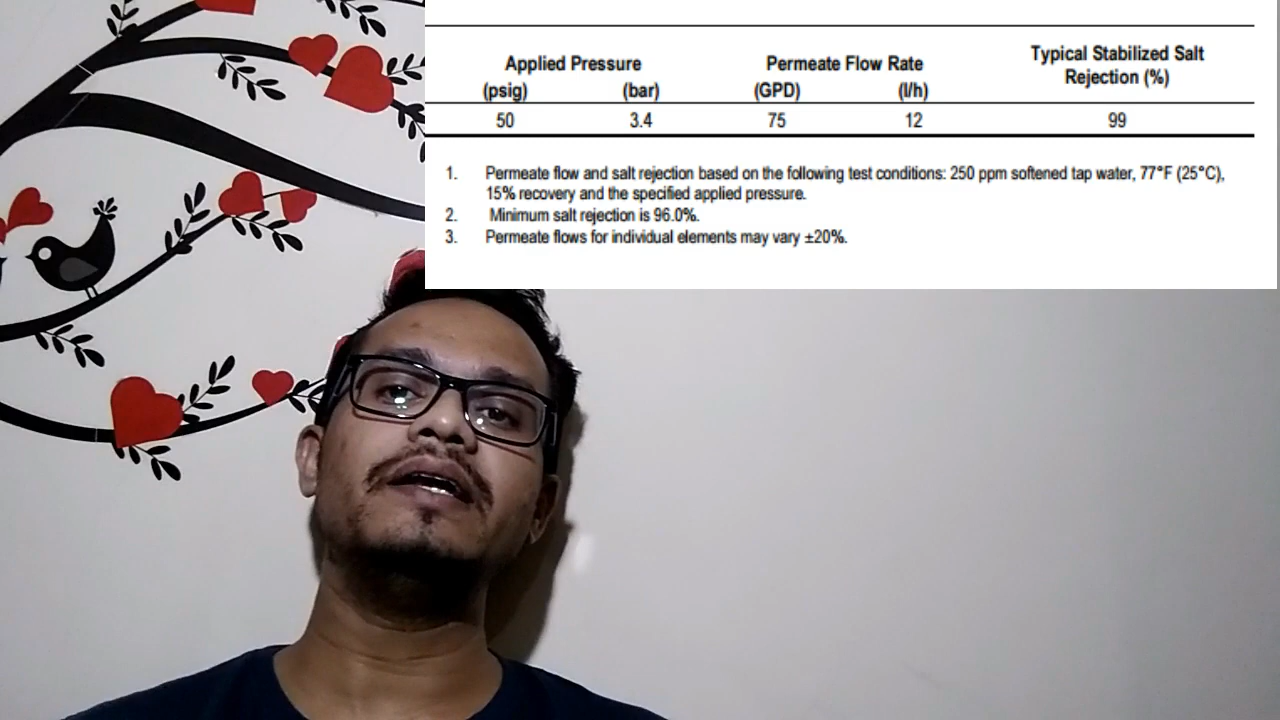 Applied Pressure Permeate Flow Rate Typical Stabilized Salt
Rejection (%)
(psig) (bar) (GPD) (l/h)
50 3.4 75 12 99
1. Permeate flow and salt rejection based on the following test conditions: 250 ppm softened tap water, 77°F (25°C),
15% recovery and the specified applied pressure.
2. Minimum salt rejection is 96.0%.
3. Permeate flows for individual elements may vary ±20%.